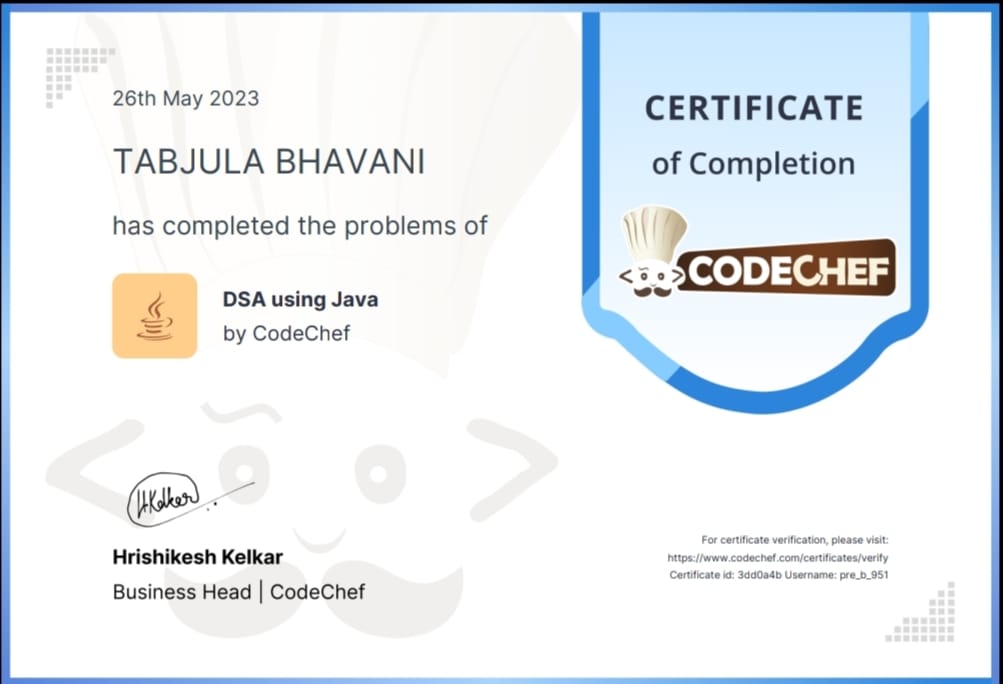 26th May 2023
TABJULA BHAVANI
has completed the problems of
DSA using Java
by CodeChef
CERTIFICATE
of Completion
CODECHEF
HKelkar
Hrishikesh Kelkar
Business Head | CodeChef
For certificate verification, please visit:
https://www.codechef.com/certificates/verify
Certificate id: 3dd0a4b Username: pre_b_951